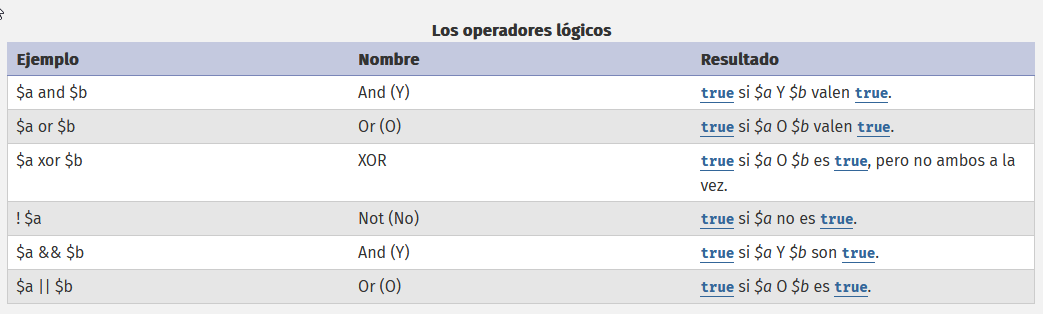 Los operadores lógicos
Ejemplo Nombre Resultado
$a and $b And (Y) true si $a Y $b valen true.
$a or $b Or (O) true si $a O $b valen true.
$a xor $b XOR true si $a O $b es true, pero no ambos a la
vez.
! $a Not (No) true si $a no es true.
$a && $b And (Y) true si $a Y $b son true.
$a || $b Or (O) true si $a O $b es true.